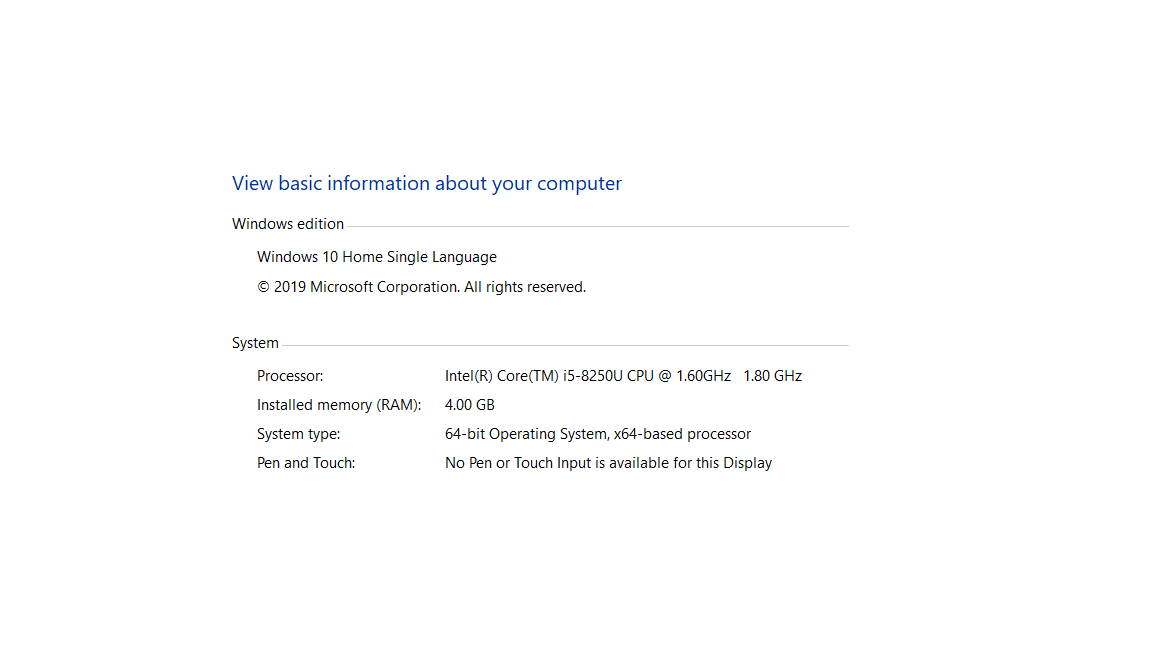 View basic information about your computer
Windows edition
Windows 10 Home Single Language
© 2019 Microsoft Corporation. All rights reserved.
System
Processor: Intel(R) Core(TM) i5-8250U CPU @ 1.60GHz 1.80 GHz
Installed memory (RAM): 4.00 GB
System type: 64-bit Operating System, x64-based processor
Pen and Touch: No Pen or Touch Input is available for this Display